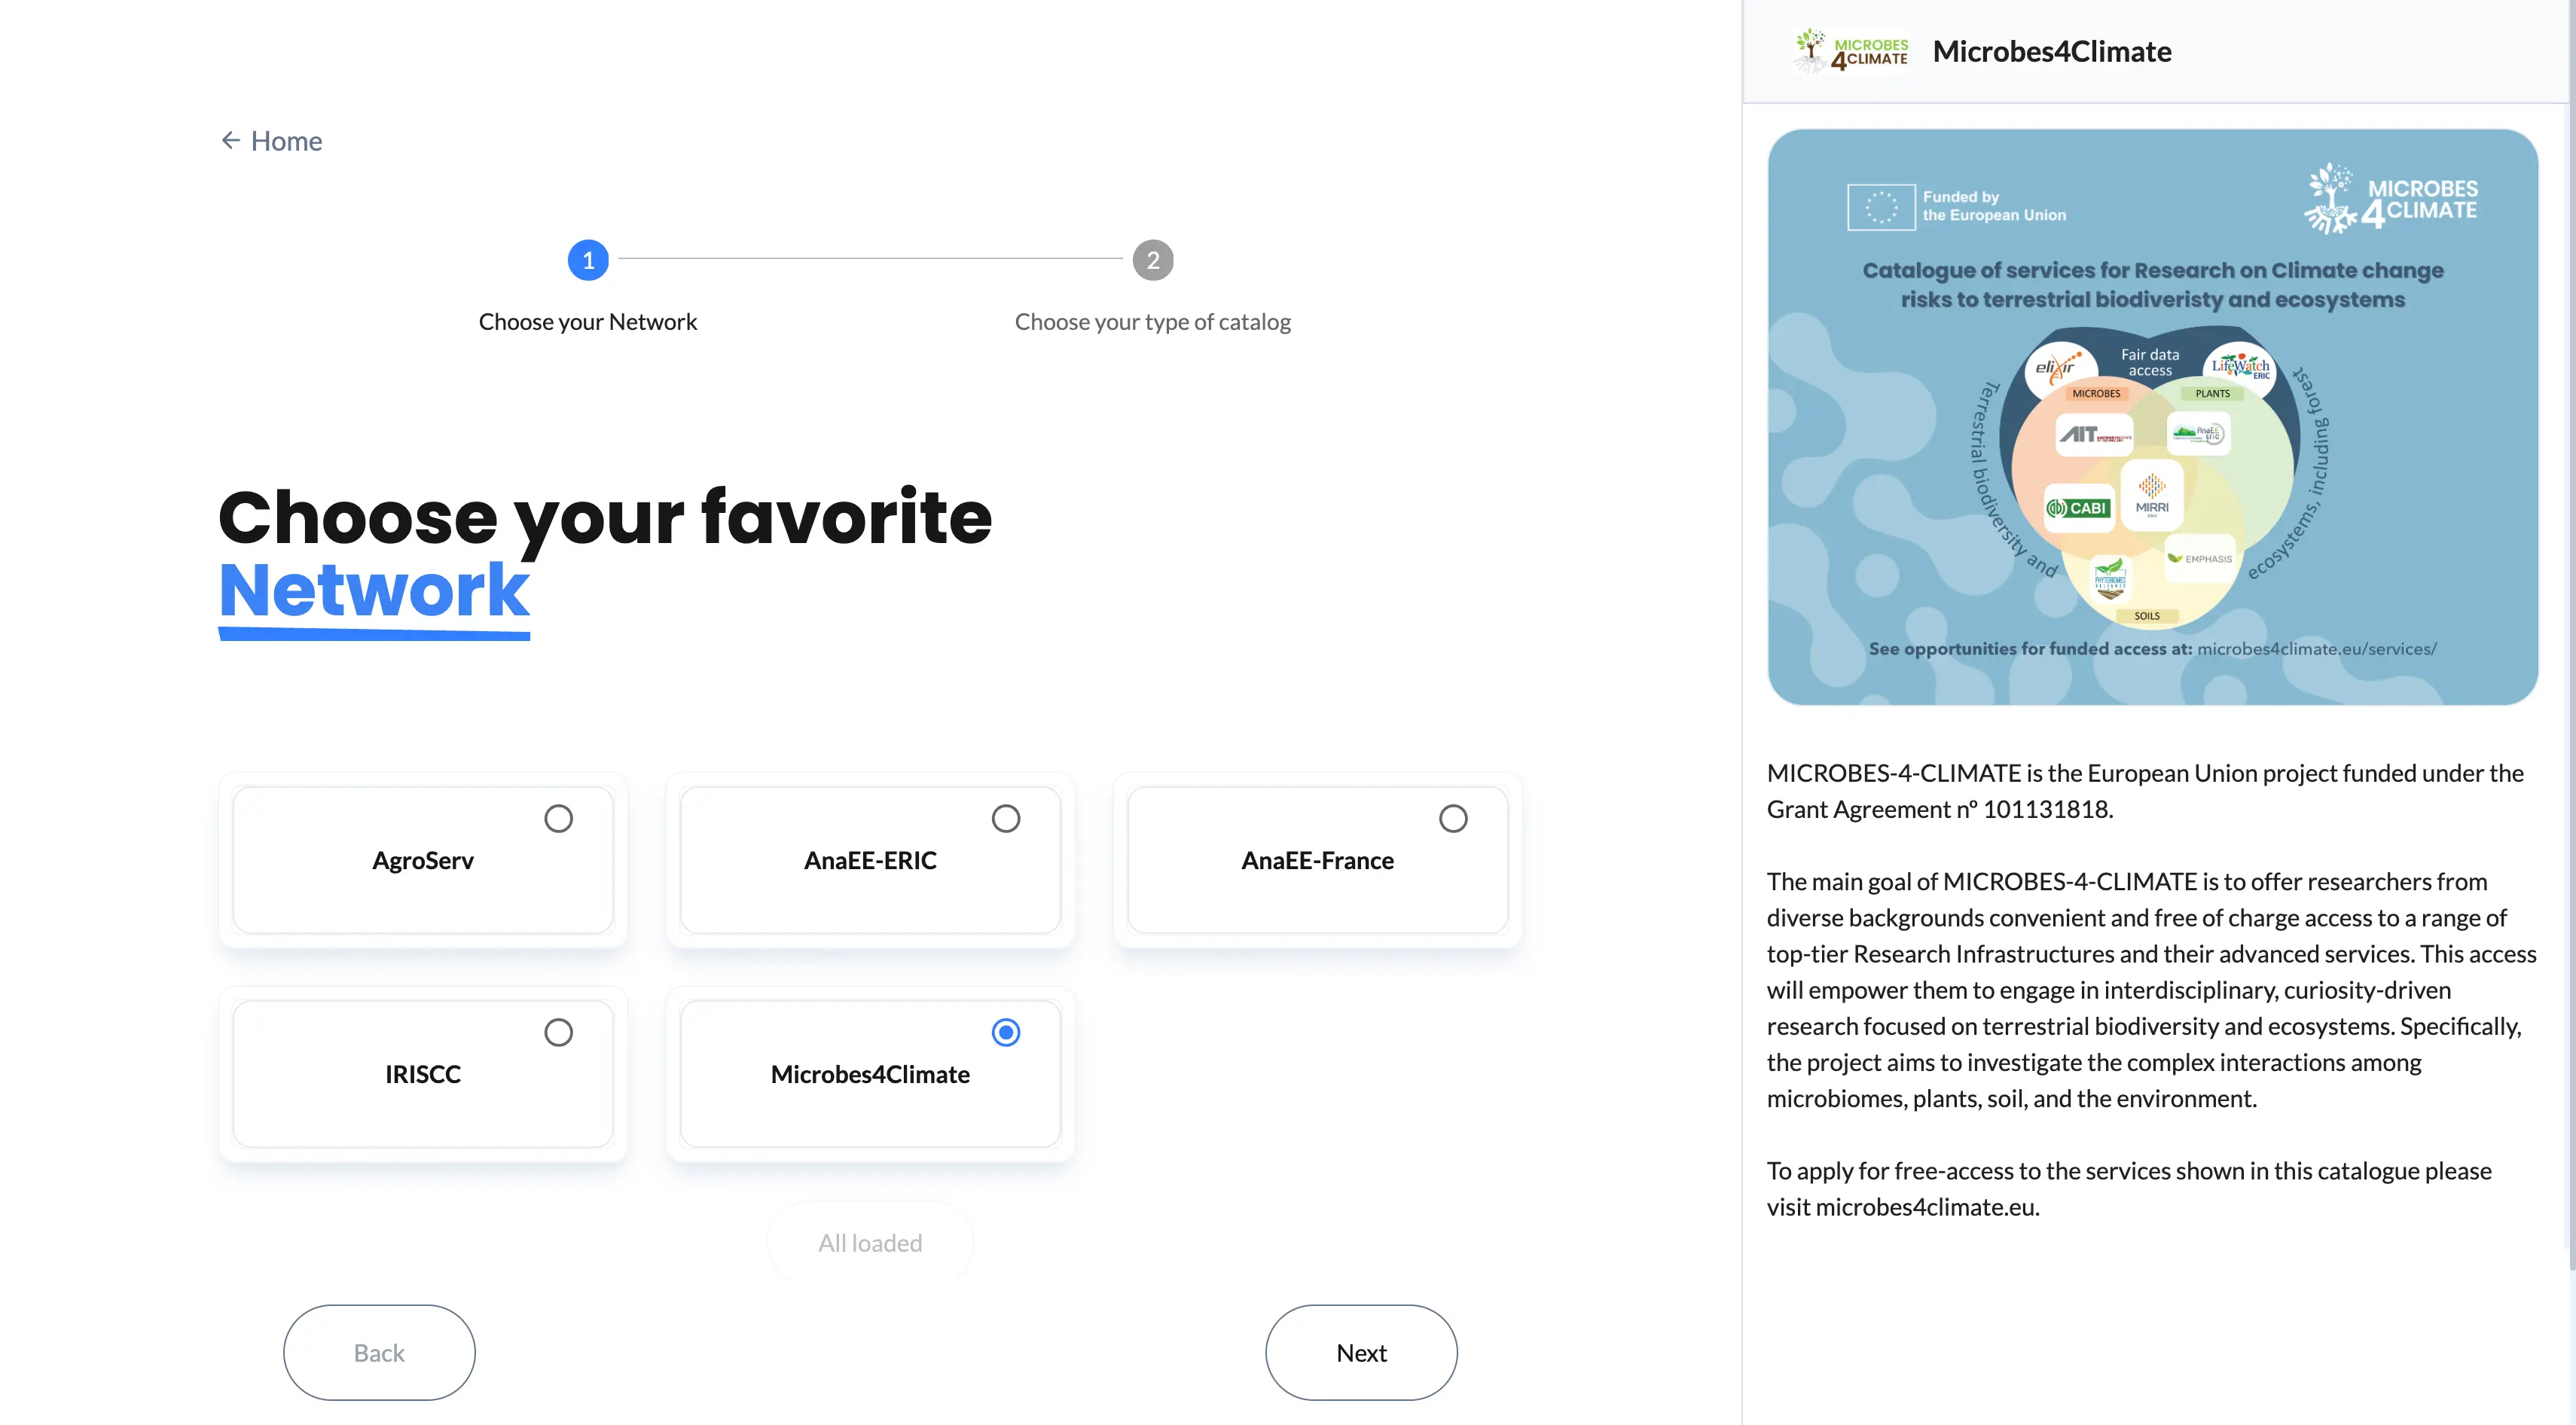 Home
1
2
Choose your Network
Choose your type of catalog
Choose your favorite
Network
AgroServ
AnaEE-ERIC
AnaEE-France
IRISCC
Microbes4Climate
All loaded
Back
Next
MICROBES
4CLIMATE
Microbes4Climate
Funded by
the European Union
MICROBES
4CLIMATE
Catalogue of services for Research on Climate change
risks to terrestrial biodiveristy and ecosystems
elixir
Fair data
access
LifeWatch
ERIC
MICROBES
PLANTS
AIT
AnaEE
Eric
CABI
MIRRI
EMPHASIS
PHYTOBIOMES
SOILS
Terrestrial biodiversity and
ecosystems, including forest
See opportunities for funded access at: microbes4climate.eu/services/
MICROBES-4-CLIMATE is the European Union project funded under the
Grant Agreement nº 101131818.
The main goal of MICROBES-4-CLIMATE is to offer researchers from
diverse backgrounds convenient and free of charge access to a range of
top-tier Research Infrastructures and their advanced services. This access
will empower them to engage in interdisciplinary, curiosity-driven
research focused on terrestrial biodiversity and ecosystems. Specifically,
the project aims to investigate the complex interactions among
microbiomes, plants, soil, and the environment.
To apply for free-access to the services shown in this catalogue please
visit microbes4climate.eu.